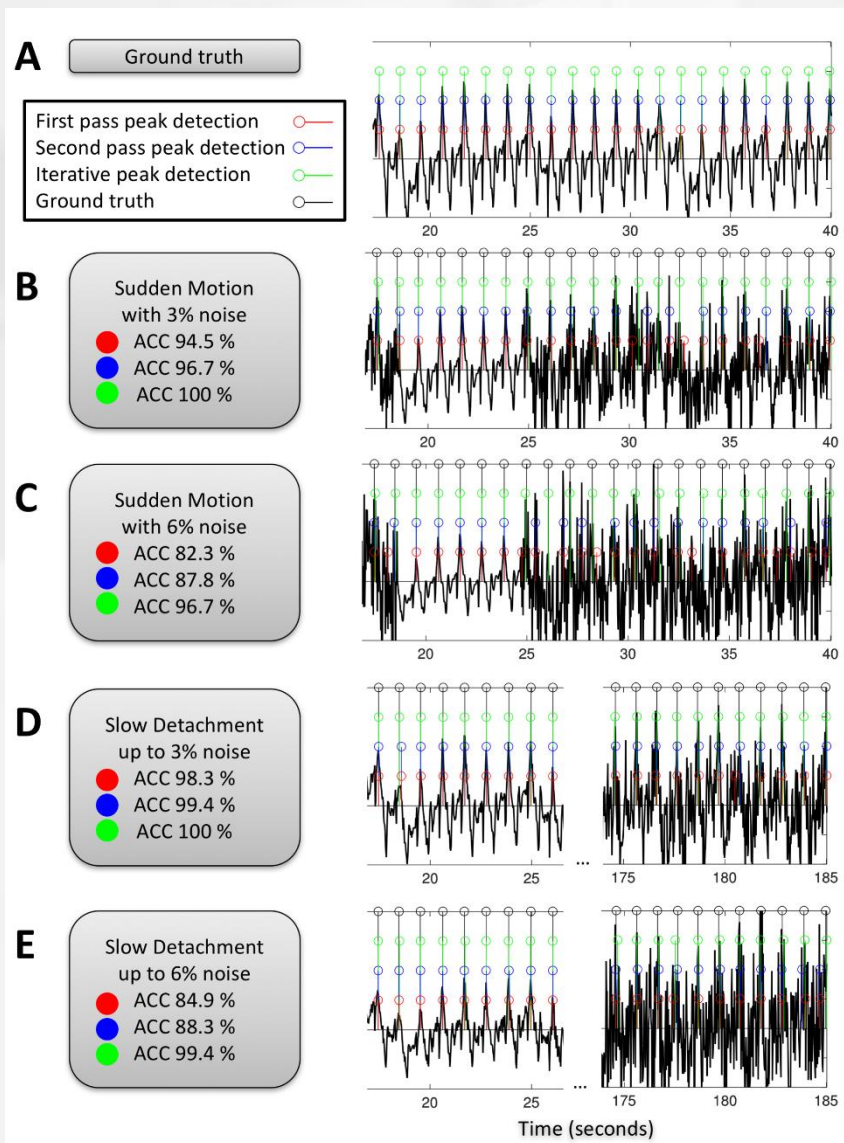 A
Ground truth
First pass peak detection
Second pass peak detection
Iterative peak detection
Ground truth
20 25 30 35 40
B
Sudden Motion
with 3% noise
ACC 94.5 %
ACC 96.7 %
ACC 100 %
20 25 30 35 40
C
Sudden Motion
with 6% noise
ACC 82.3 %
ACC 87.8 %
ACC 96.7 %
20 25 30 35 40
D
Slow Detachment
up to 3% noise
ACC 98.3 %
ACC 99.4 %
ACC 100 %
20 25 ... 175 180 185
E
Slow Detachment
up to 6% noise
ACC 84.9 %
ACC 88.3 %
ACC 99.4 %
20 25 ... 175 180 185
Time (seconds)